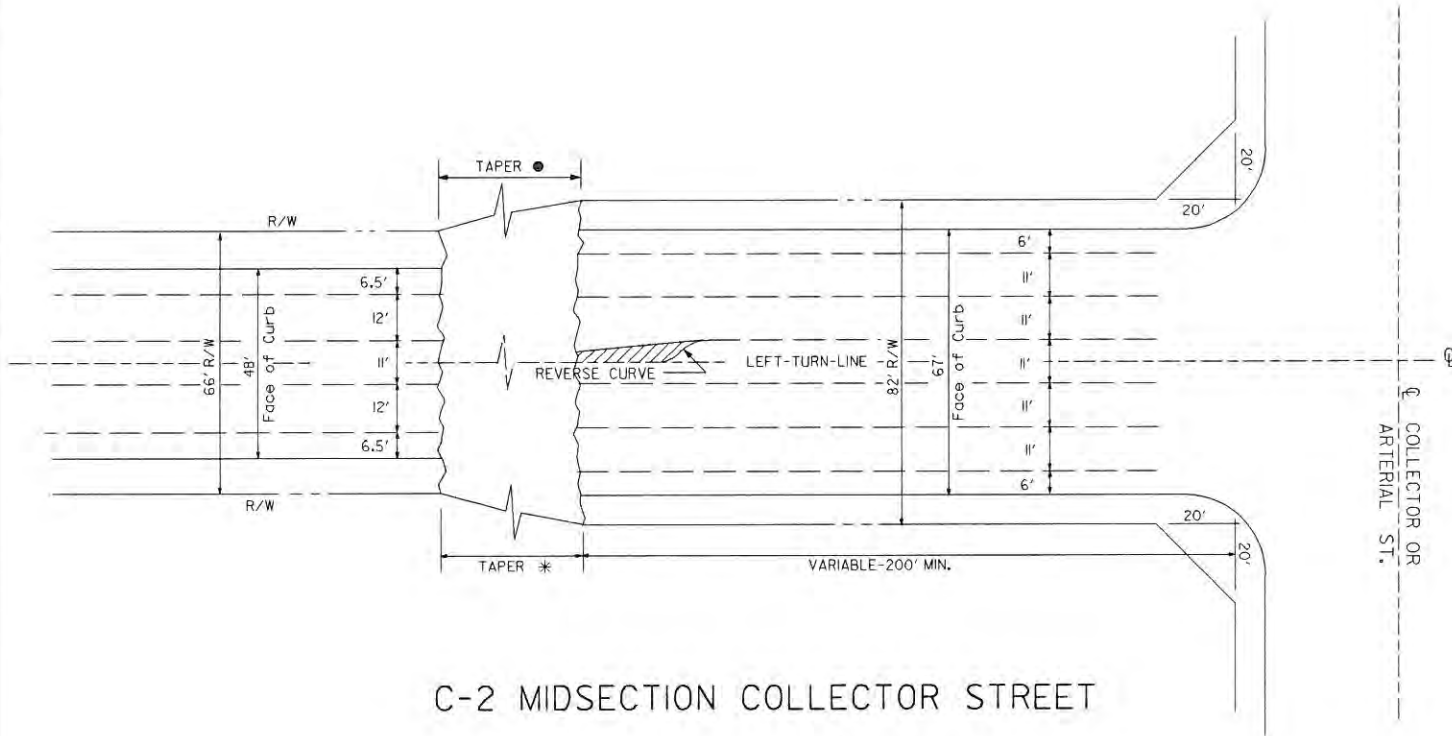 TAPER ●
R/W
66' R/W
48'
Face of Curb
6.5'
12'
11'
12'
6.5'
R/W
TAPER *
REVERSE CURVE
LEFT-TURN-LINE
82' R/W
67'
Face of Curb
6'
11'
11'
11'
11'
11'
6'
20'
20'
20'
20'
VARIABLE-200' MIN.
℄
℄ COLLECTOR OR
ARTERIAL ST.
C-2 MIDSECTION COLLECTOR STREET